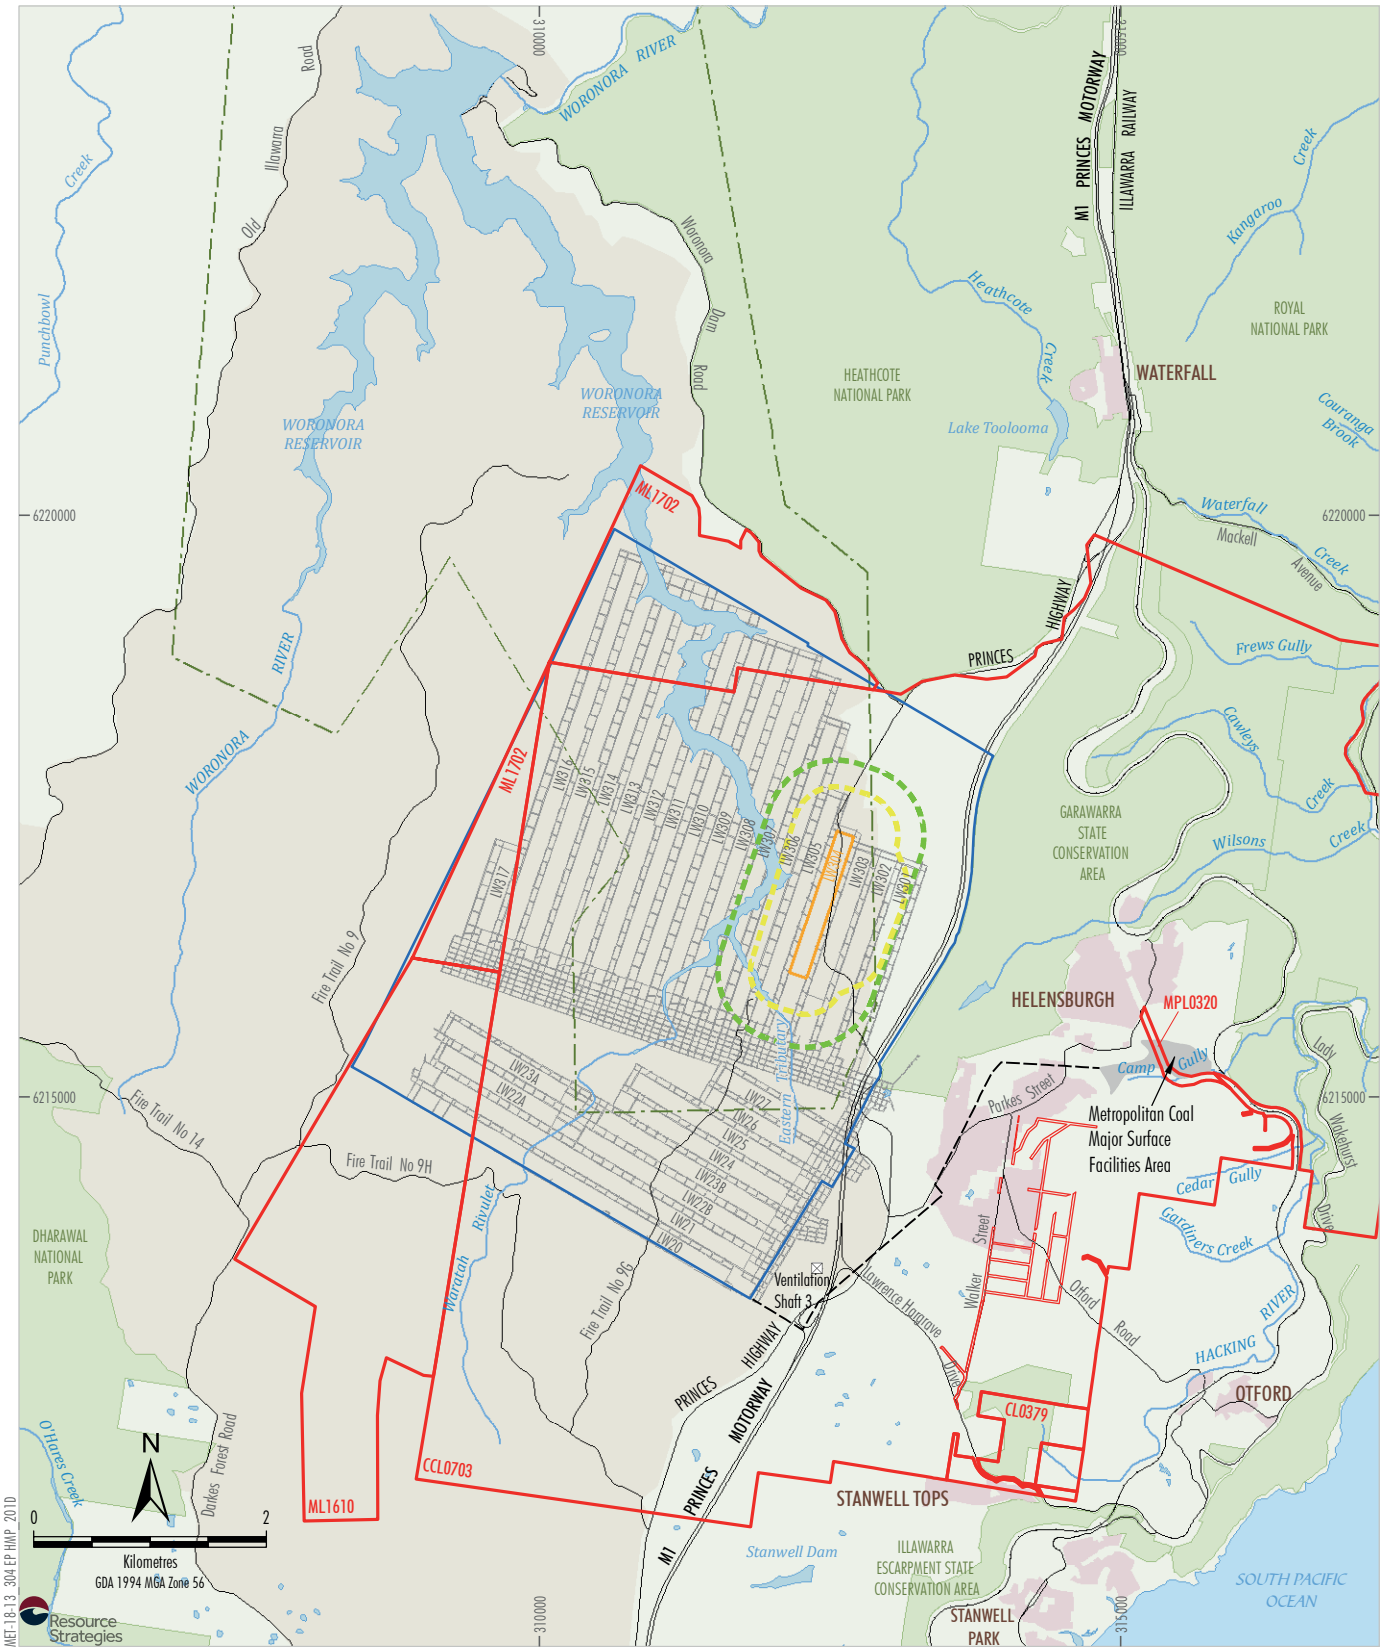 310000
315000
Road
Illawarra
Old
WORONORA RIVER
M1 PRINCES MOTORWAY
ILLAWARRA RAILWAY
Creek
Punchbowl
Kangaroo
Creek
Woronora
Dam
Road
Heathcote
Creek
ROYAL
NATIONAL PARK
HEATHCOTE
NATIONAL PARK
WATERFALL
WORONORA
RESERVOIR
WORONORA
RESERVOIR
Lake Toolooma
Couranga
Brook
ML1702
6220000
6220000
Waterfall
Creek
Mackell
Avenue
HIGHWAY
PRINCES
RIVER
WORONORA
Frews Gully
Cawleys
Creek
Wilsons
Creek
ML1702
LW316
LW315
LW314
LW313
LW312
LW311
LW310
LW309
LW308
LW307
LW306
LW305
LW304
LW303
LW302
LW301
LW317
GARAWARRA
STATE
CONSERVATION
AREA
Fire Trail No 9
HELENSBURGH
MPL0320
Camp
Gully
Lady
Wakehurst
Drive
Parkes Street
Metropolitan Coal
Major Surface
Facilities Area
6215000
6215000
Eastern
Tributary
LW23A
LW22A
LW27
LW26
LW25
LW24
LW23B
LW22B
LW21
LW20
Fire Trail No 14
Fire Trail No 9H
Fire Trail No 9G
Waratah
Rivulet
Cedar Gully
Gardiners Creek
DHARAWAL
NATIONAL
PARK
Ventilation
Shaft 3
Lawrence Hargrave
Drive
Walker
Street
Otford
Road
HACKING RIVER
PRINCES
HIGHWAY
M1 PRINCES MOTORWAY
OTFORD
CL0379
CCL0703
ML1610
STANWELL TOPS
O'Hares Creek
Darkes Forest Road
N
0
2
Kilometres
GDA 1994 MGA Zone 56
Stanwell Dam
ILLAWARRA
ESCARPMENT STATE
CONSERVATION AREA
STANWELL
PARK
SOUTH PACIFIC
OCEAN
MET-18-13 304 EP HMP_201D
Resource
Strategies
310000
315000